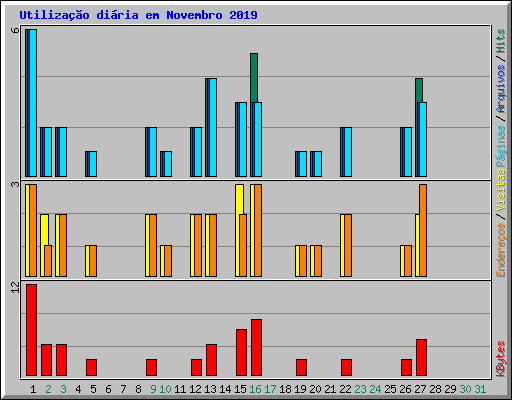 Utilização diária em Novembro 2019
6
3
12
Endereços / Visitas Páginas / Arquivos / Hits
KBytes
1 2 3 4 5 6 7 8 9 10 11 12 13 14 15 16 17 18 19 20 21 22 23 24 25 26 27 28 29 30 31